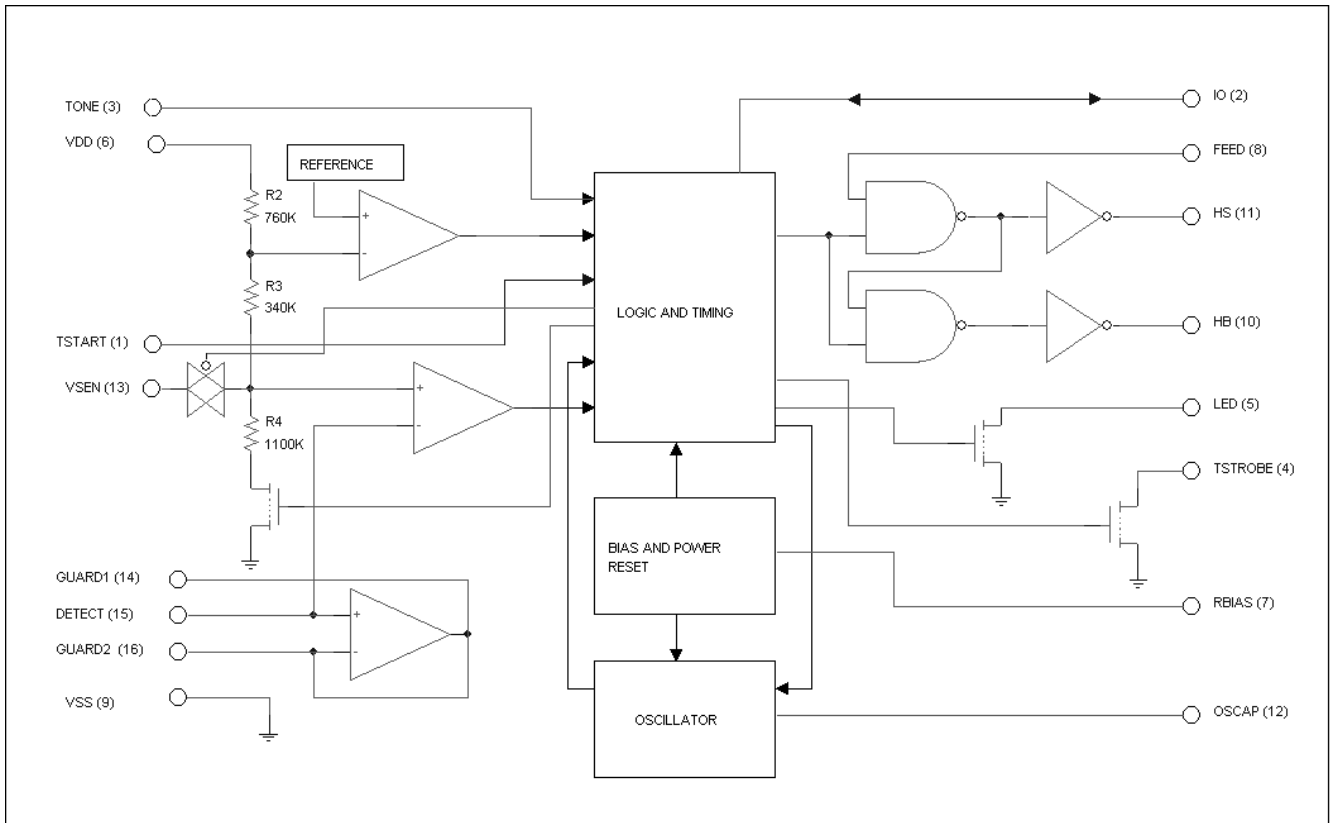 TONE (3)
VDD (6)
REFERENCE
R2
760K
+
-
R3
340K
TSTART (1)
VSEN (13)
R4
1100K
+
-
GUARD1 (14)
DETECT (15)
GUARD2 (16)
+
-
VSS (9)
LOGIC AND TIMING
BIAS AND POWER
RESET
OSCILLATOR
IO (2)
FEED (8)
HS (11)
HB (10)
LED (5)
TSTROBE (4)
RBIAS (7)
OSCAP (12)